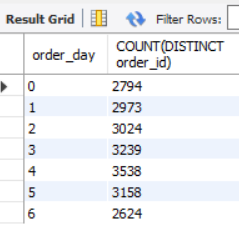 Result Grid Filter Rows:
order_day COUNT(DISTINCT
order_id)
0 2794
1 2973
2 3024
3 3239
4 3538
5 3158
6 2624